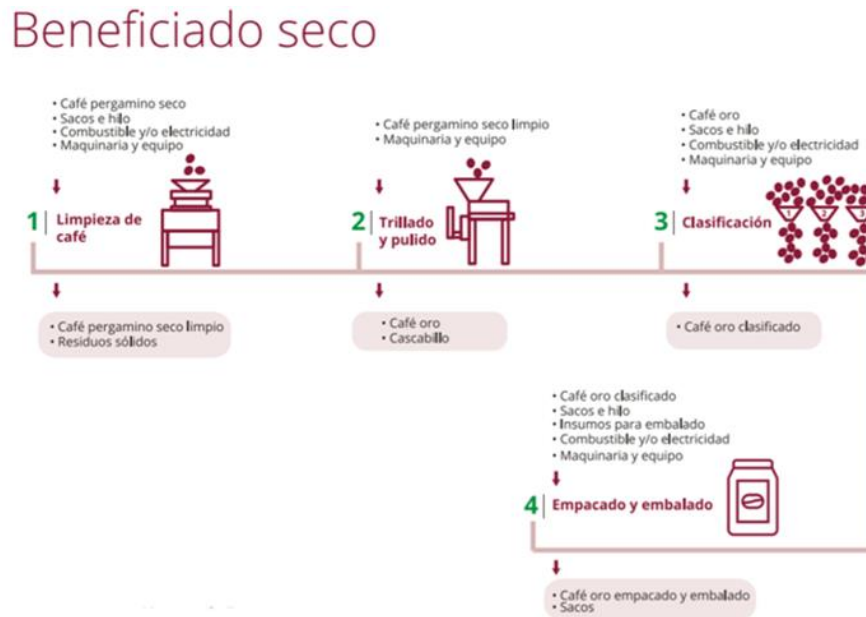 Beneficiado seco
• Café pergamino seco
• Sacos e hilo
• Combustible y/o electricidad
• Maquinaria y equipo
1 Limpieza de
café
• Café pergamino seco limpio
• Residuos sólidos
• Café pergamino seco limpio
• Maquinaria y equipo
2 Trillado
y pulido
• Café oro
• Cascabillo
• Café oro
• Sacos e hilo
• Combustible y/o electricidad
• Maquinaria y equipo
3 Clasificación
1 2 3
• Café oro clasificado
• Café oro clasificado
• Sacos e hilo
• Insumos para embalado
• Combustible y/o electricidad
• Maquinaria y equipo
4 Empacado y embalado
• Café oro empacado y embalado
• Sacos